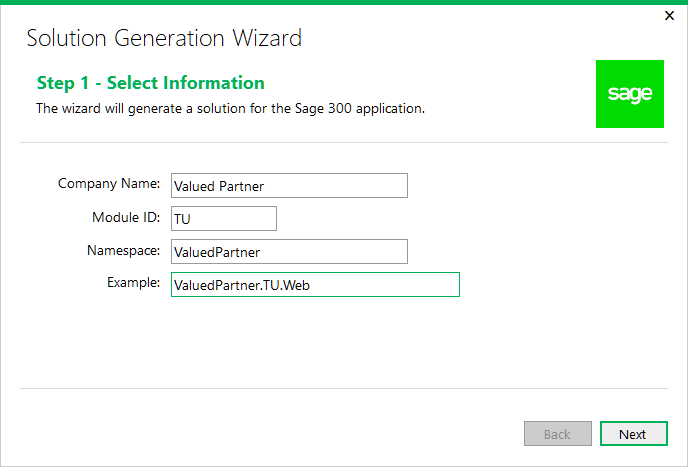 Solution Generation Wizard
Step 1 - Select Information
The wizard will generate a solution for the Sage 300 application.
sage
Company Name: Valued Partner
Module ID: TU
Namespace: ValuedPartner
Example: ValuedPartner.TU.Web
Back Next